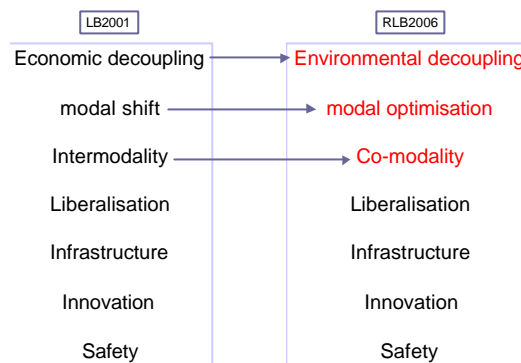 LB2001 RLB2006
Economic decoupling Environmental decoupling
modal shift modal optimisation
Intermodality Co-modality
Liberalisation Liberalisation
Infrastructure Infrastructure
Innovation Innovation
Safety Safety